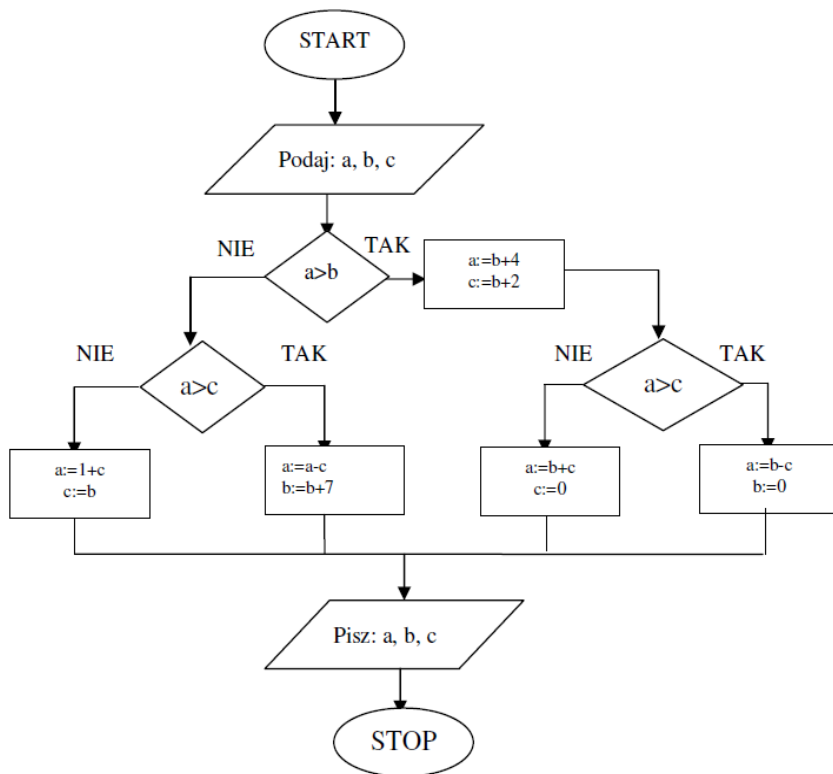 START
Podaj: a, b, c
NIE
TAK
a>b
a:=b+4
c:=b+2
NIE
TAK
a>c
NIE
TAK
a>c
a:=1+c
c:=b
a:=a-c
b:=b+7
a:=b+c
c:=0
a:=b-c
b:=0
Pisz: a, b, c
STOP